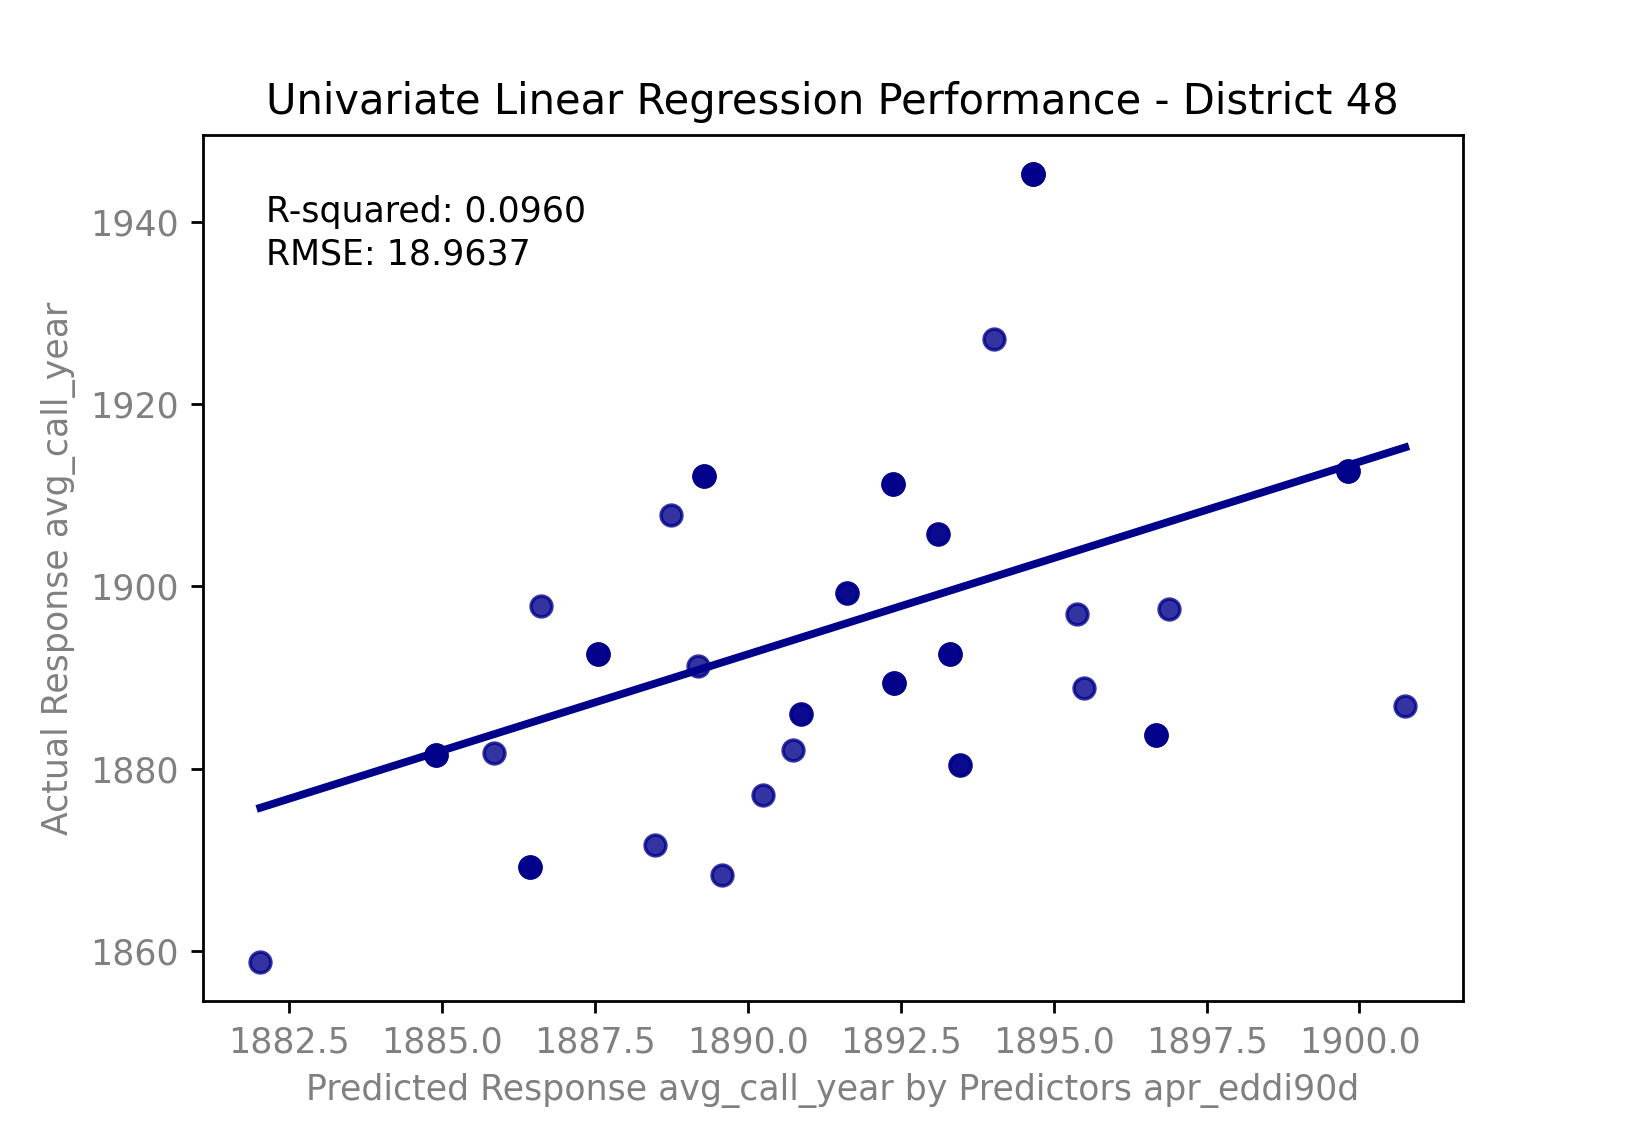 Univariate Linear Regression Performance - District 48
R-squared: 0.0960
RMSE: 18.9637
1940
1920
1900
1880
1860
Actual Response avg_call_year
1882.5 1885.0 1887.5 1890.0 1892.5 1895.0 1897.5 1900.0
Predicted Response avg_call_year by Predictors apr_eddi90d